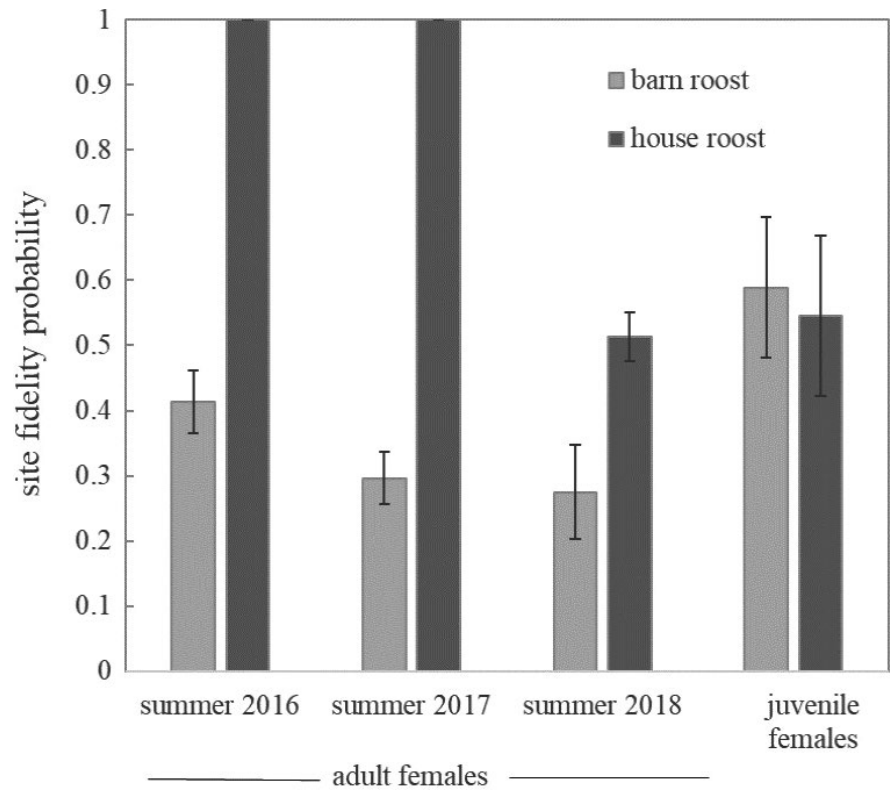 site fidelity probability
1
0.9
0.8
0.7
0.6
0.5
0.4
0.3
0.2
0.1
0
barn roost
house roost
summer 2016
summer 2017
summer 2018
juvenile
females
adult females